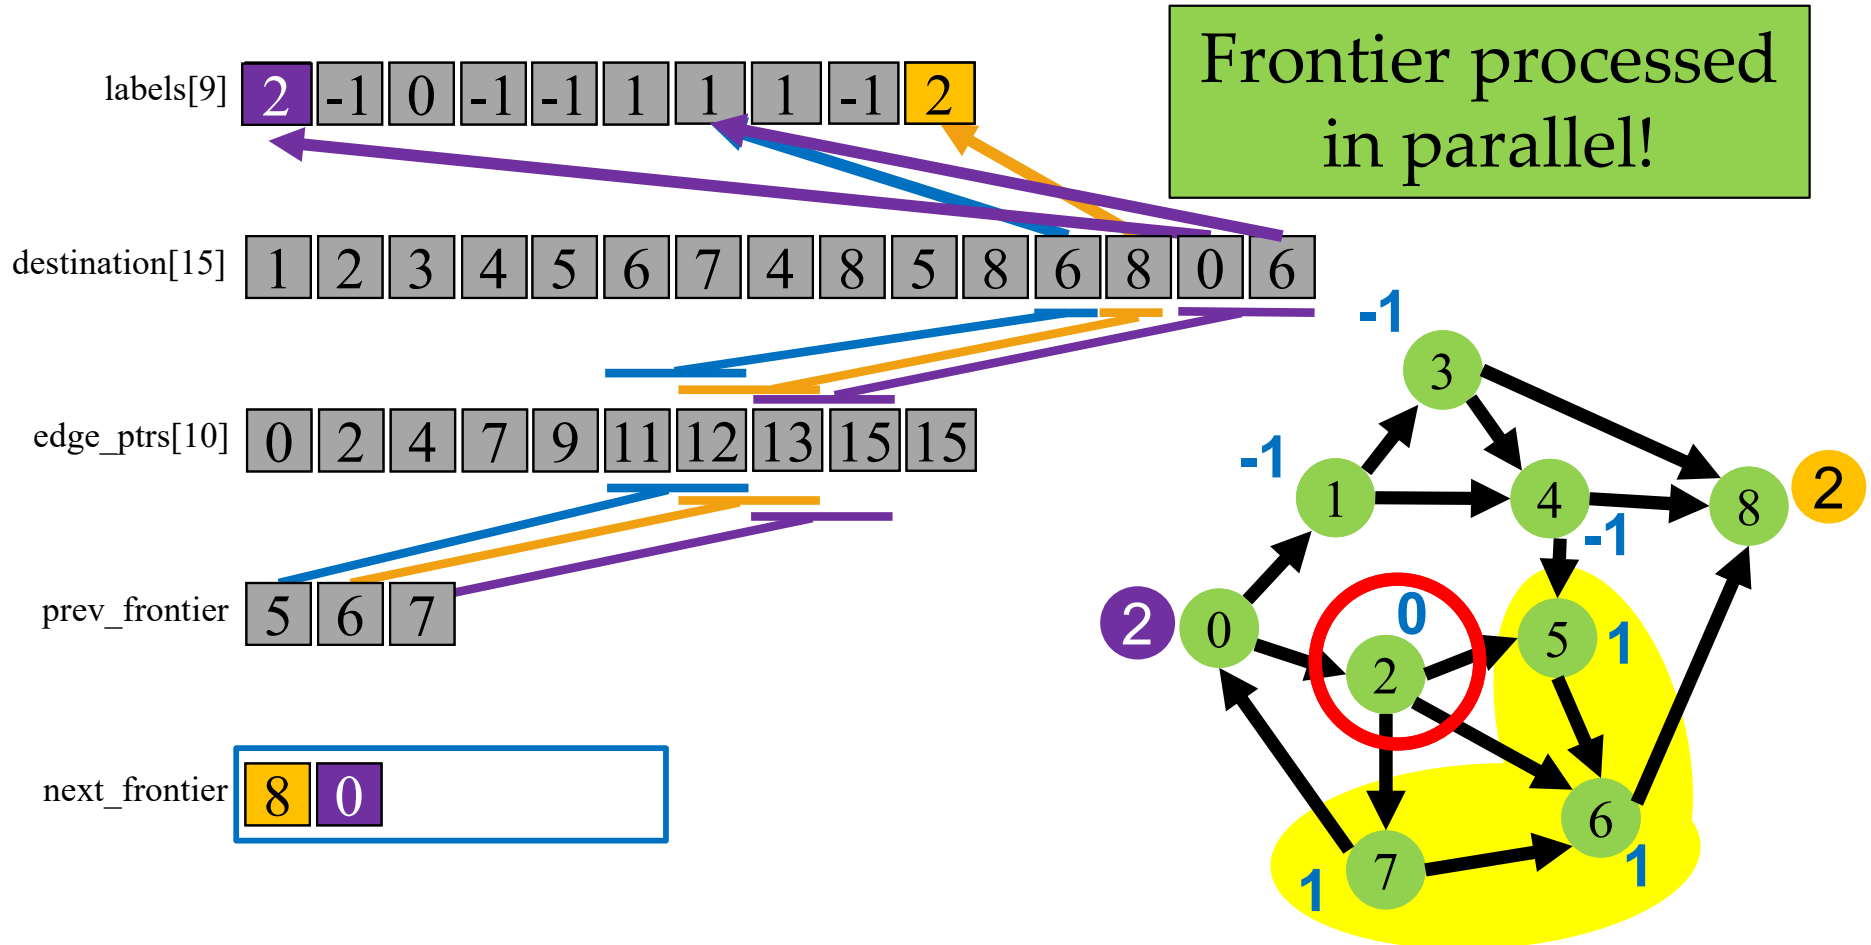 Frontier processed
in parallel!
labels[9] 2 -1 0 -1 -1 1 1 1 -1 2
destination[15] 1 2 3 4 5 6 7 4 8 5 8 6 8 0 6
edge_ptrs[10] 0 2 4 7 9 11 12 13 15 15
prev_frontier 5 6 7
next_frontier 8 0
-1
3
-1
1
4
8
2
-1
2
0
0
2
5
1
6
1
7
1